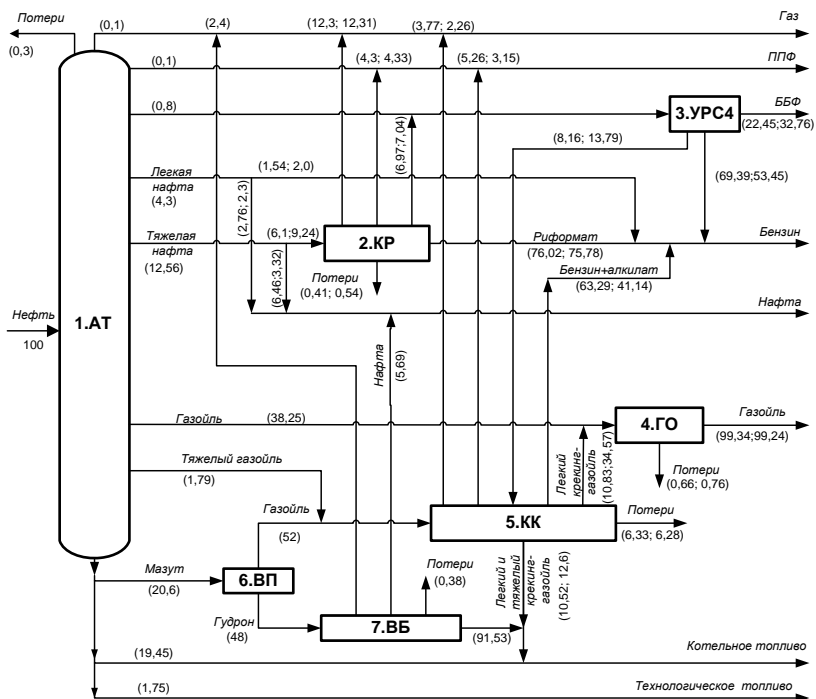 Потери
(0,3)
(0,1)
(2,4)
(12,3; 12,31)
(3,77; 2,26)
Газ
(0,1)
(4,3; 4,33)
(5,26; 3,15)
ППФ
(0,8)
(6,97;7,04)
3.УРС4
ББФ
(22,45;32,76)
(8,16; 13,79)
(69,39;53,45)
Легкая
нафта
(4,3)
(1,54; 2,0)
(2,76; 2,3)
Тяжелая
нафта
(12,56)
(6,1;9,24)
(6,46;3,32)
2.КР
Риформат
(76,02; 75,78)
Бензин
Потери
(0,41; 0,54)
Бензин+алкилат
(63,29; 41,14)
Нефть
100
1.АТ
Нафта
(5,69)
Нафта
Газойль
(38,25)
4.ГО
Газойль
(99,34;99,24)
Тяжелый газойль
(1,79)
Легкий
крекинг-
газойль
(10,83;34,57)
Потери
(0,66; 0,76)
Газойль
(52)
5.КК
Потери
(6,33; 6,28)
Мазут
(20,6)
6.ВП
Потери
(0,38)
Легкий и
тяжелый
крекинг-
газойль
(10,52; 12,6)
Гудрон
(48)
7.ВБ
(91,53)
(19,45)
Котельное топливо
(1,75)
Технологическое топливо